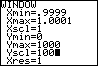 WINDOW
Xmin=.9999
Xmax=1.0001
Xscl=1
Ymin=0
Ymax=1000
Yscl=100
Xres=1